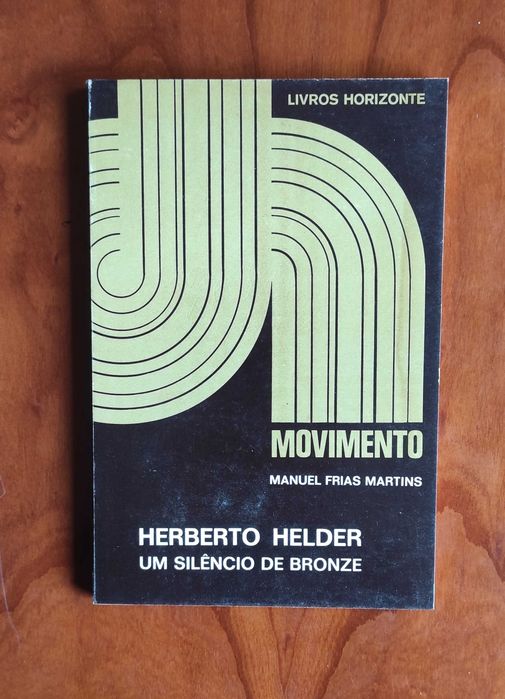 LIVROS HORIZONTE
MOVIMENTO
MANUEL FRIAS MARTINS
HERBERTO HELDER
UM SILÊNCIO DE BRONZE